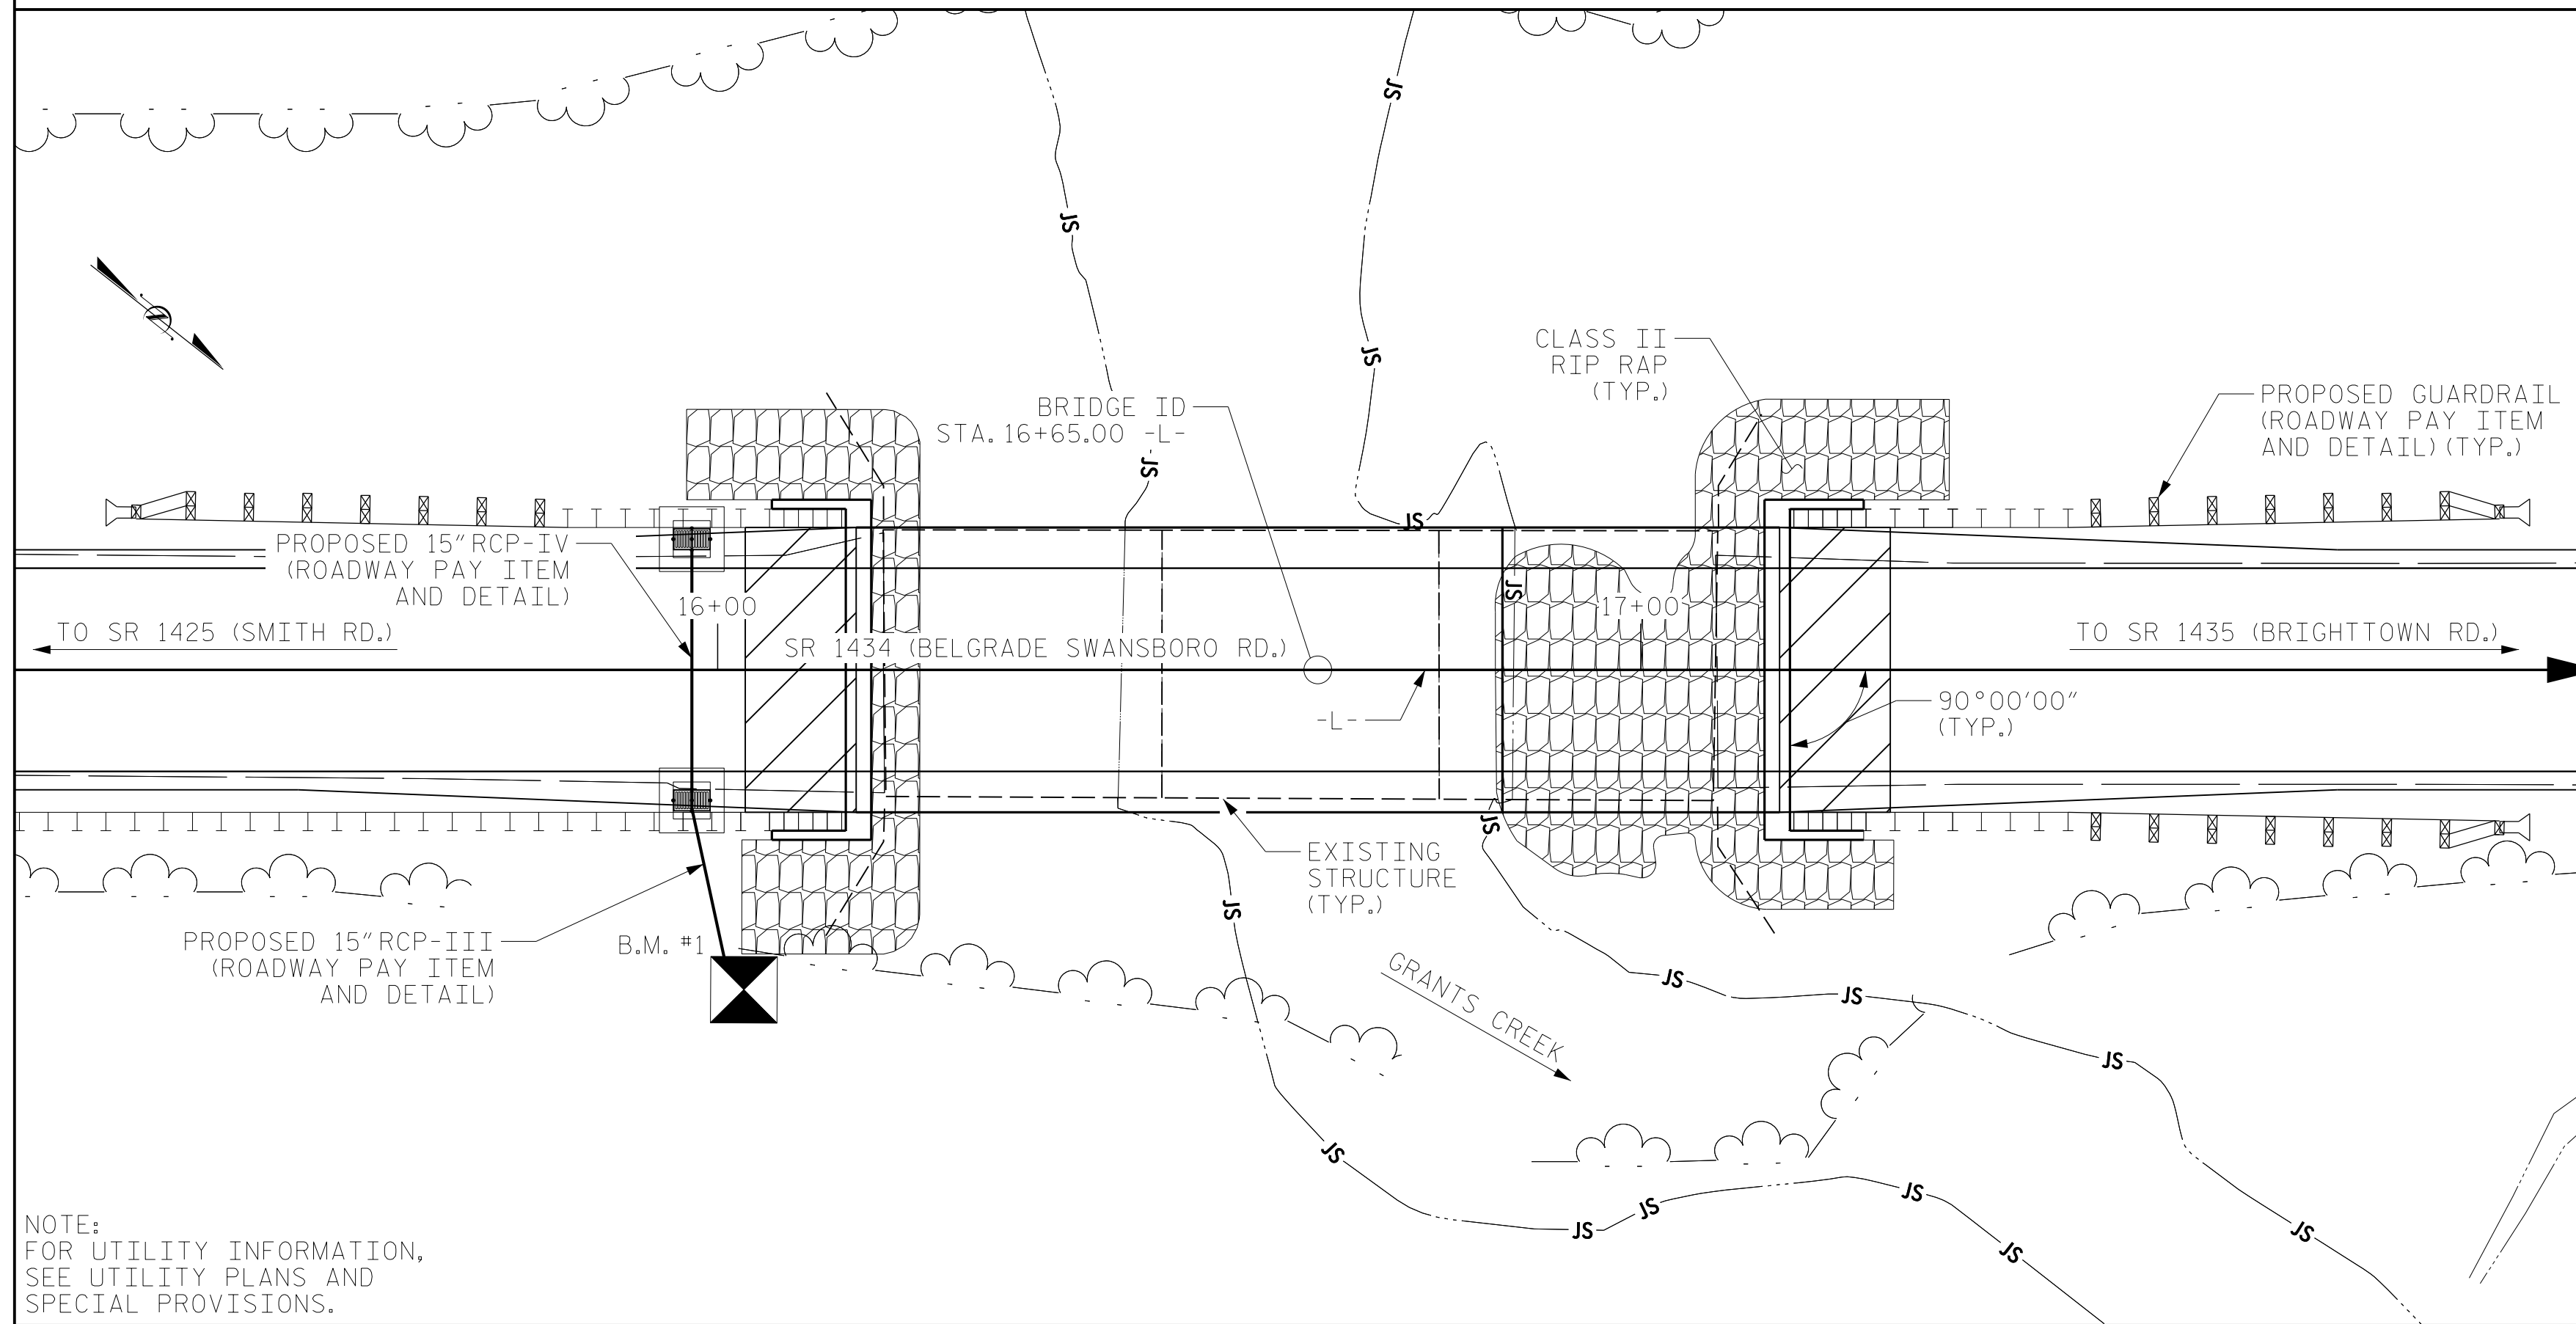 JS
JS
JS
CLASS II
RIP RAP
(TYP.)
BRIDGE ID
STA. 16+65.00 -L-
PROPOSED GUARDRAIL
(ROADWAY PAY ITEM
AND DETAIL) (TYP.)
N
JS
JS
PROPOSED 15" RCP-IV
(ROADWAY PAY ITEM
AND DETAIL)
JS
16+00
17+00
TO SR 1425 (SMITH RD.)
SR 1434 (BELGRADE SWANSBORO RD.)
TO SR 1435 (BRIGHTTOWN RD.)
90°00'00"
(TYP.)
-L-
JS
EXISTING
STRUCTURE
(TYP.)
JS
PROPOSED 15" RCP-III
(ROADWAY PAY ITEM
AND DETAIL)
B.M. #1
GRANTS CREEK
JS
JS
JS
JS
JS
JS
JS
JS
JS
NOTE:
FOR UTILITY INFORMATION,
SEE UTILITY PLANS AND
SPECIAL PROVISIONS.